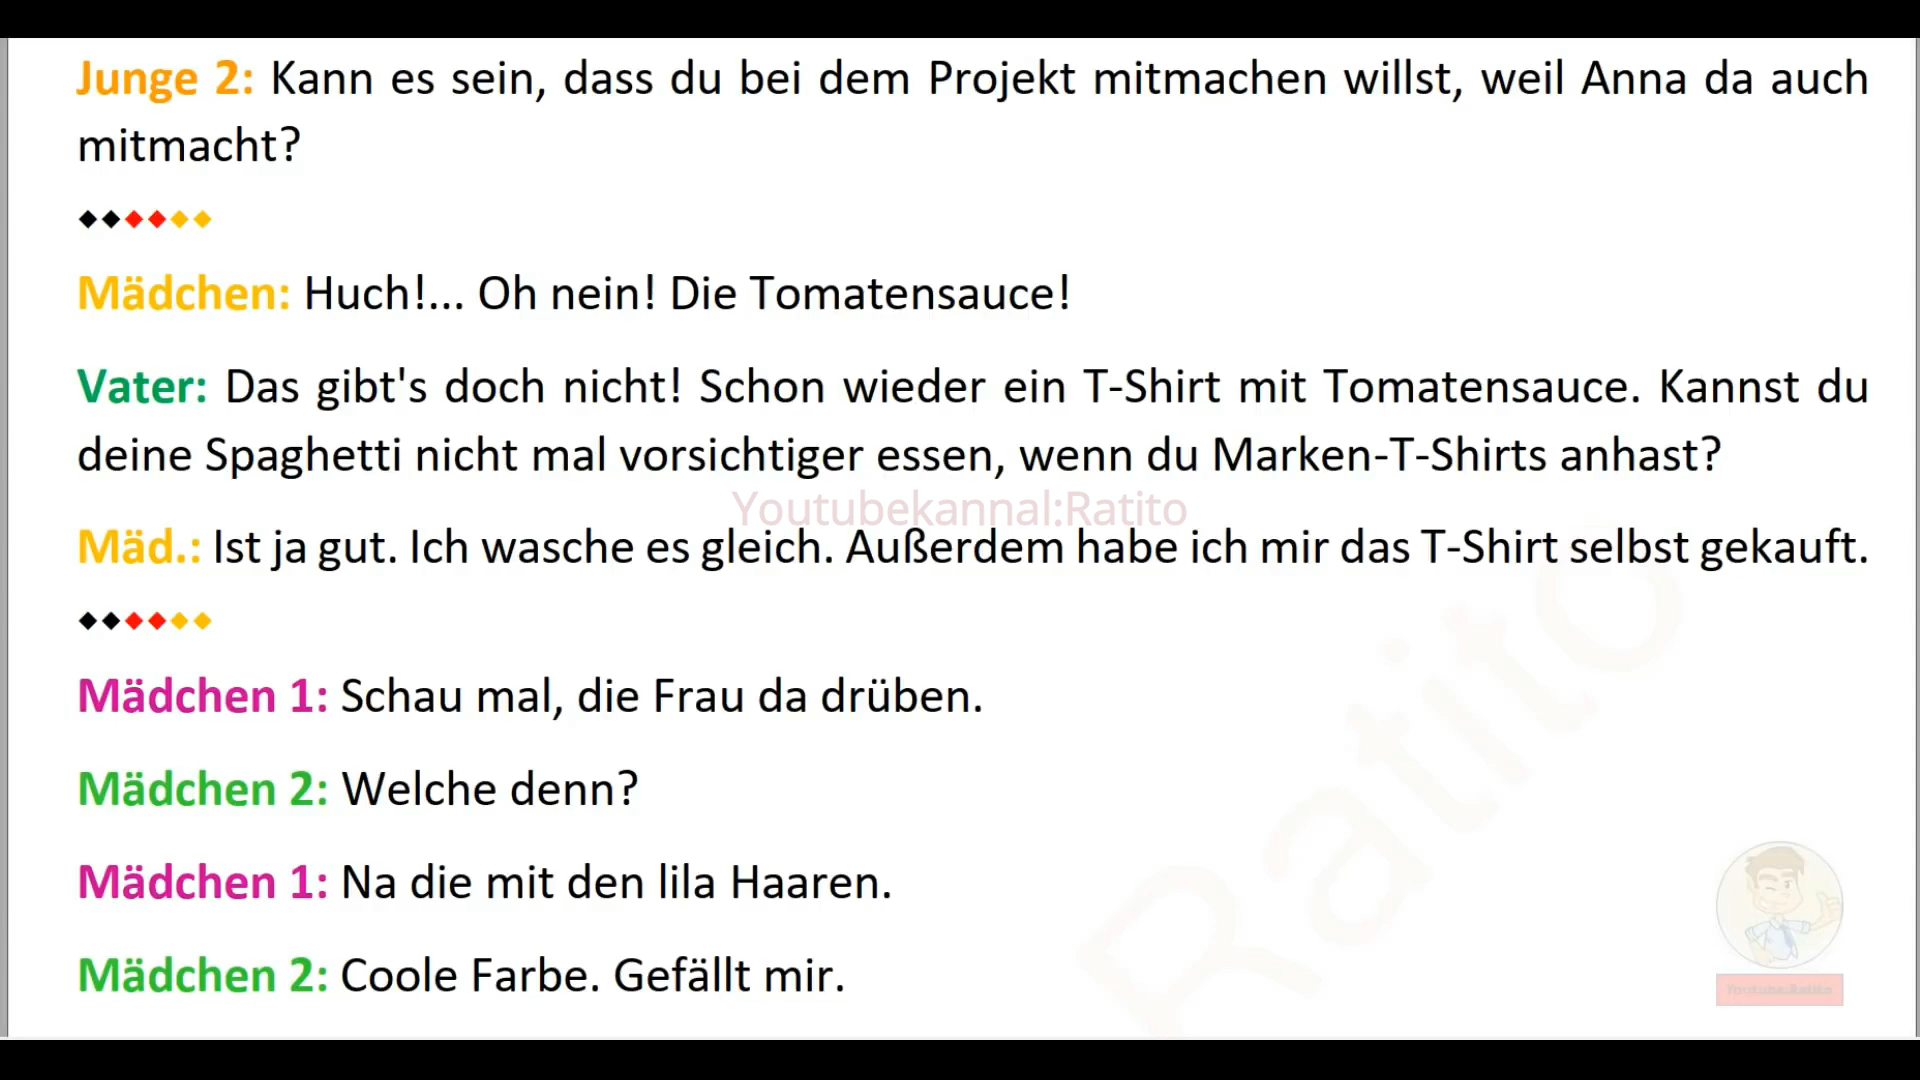 Junge 2: Kann es sein, dass du bei dem Projekt mitmachen willst, weil Anna da auch
mitmacht?
◆◆◆◆◆◆
Mädchen: Huch!... Oh nein! Die Tomatensauce!
Vater: Das gibt's doch nicht! Schon wieder ein T-Shirt mit Tomatensauce. Kannst du
deine Spaghetti nicht mal vorsichtiger essen, wenn du Marken-T-Shirts anhast?
Youtubekannal:Ratito
Mäd.: Ist ja gut. Ich wasche es gleich. Außerdem habe ich mir das T-Shirt selbst gekauft.
◆◆◆◆◆◆
Mädchen 1: Schau mal, die Frau da drüben.
Mädchen 2: Welche denn?
Mädchen 1: Na die mit den lila Haaren.
Mädchen 2: Coole Farbe. Gefällt mir.
Ratito
Youtube:Ratito